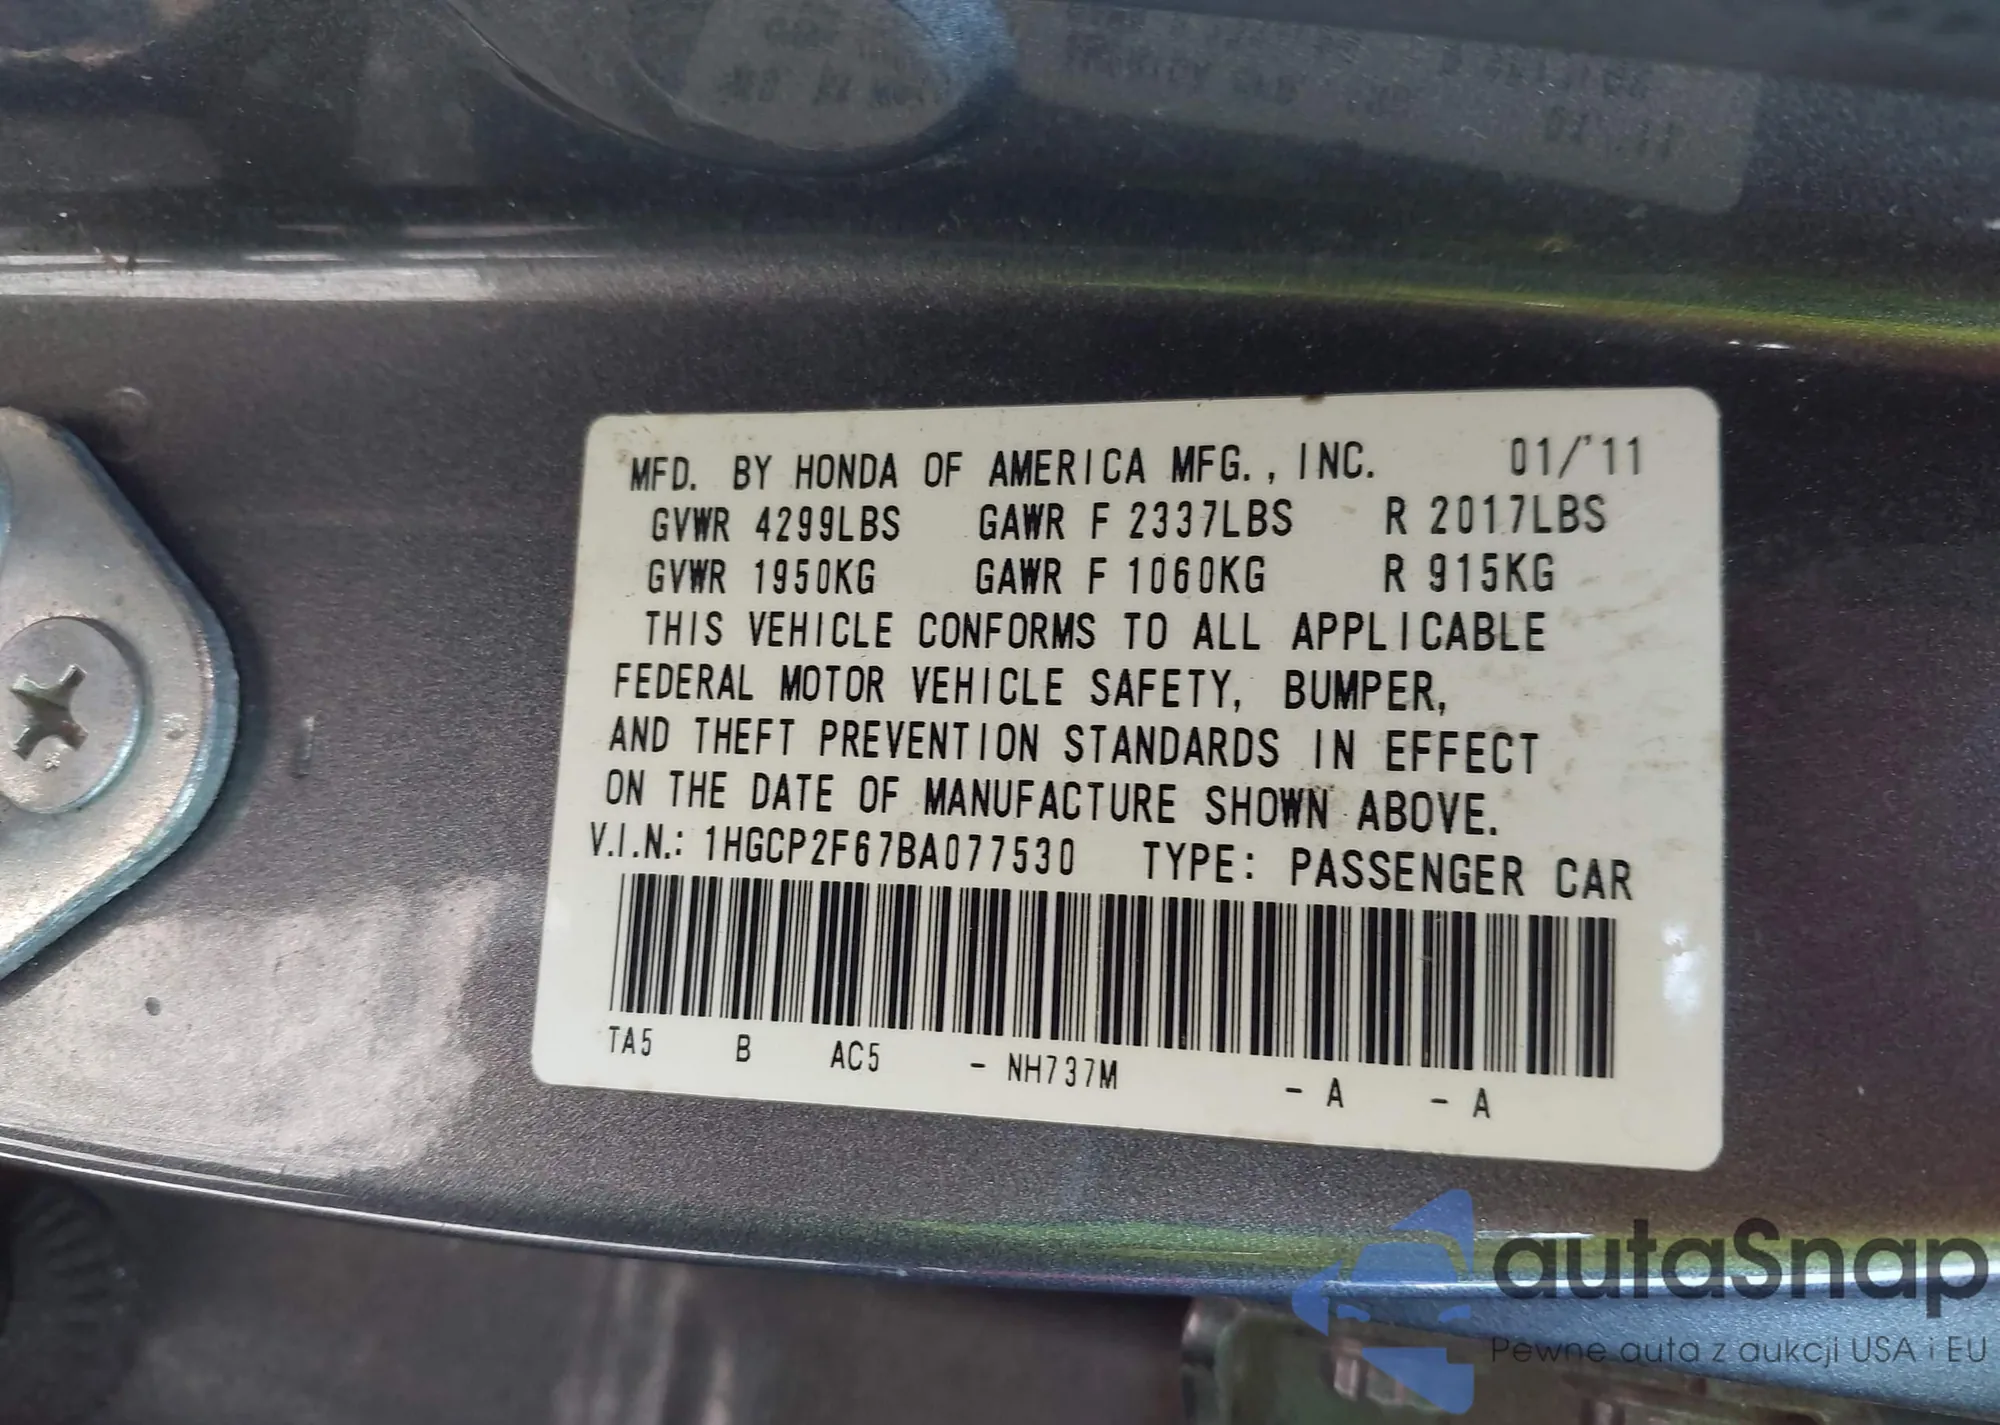 MFD. BY HONDA OF AMERICA MFG., INC. 01/'11
GVWR 4299LBS GAWR F 2337LBS R 2017LBS
GVWR 1950KG GAWR F 1060KG R 915KG
THIS VEHICLE CONFORMS TO ALL APPLICABLE
FEDERAL MOTOR VEHICLE SAFETY, BUMPER,
AND THEFT PREVENTION STANDARDS IN EFFECT
ON THE DATE OF MANUFACTURE SHOWN ABOVE.
V.I.N.: 1HGCP2F67BA077530 TYPE: PASSENGER CAR
TA5 B AC5 - NH737M - A - A
autaSnap
Pewne auta z aukcji USA i EU